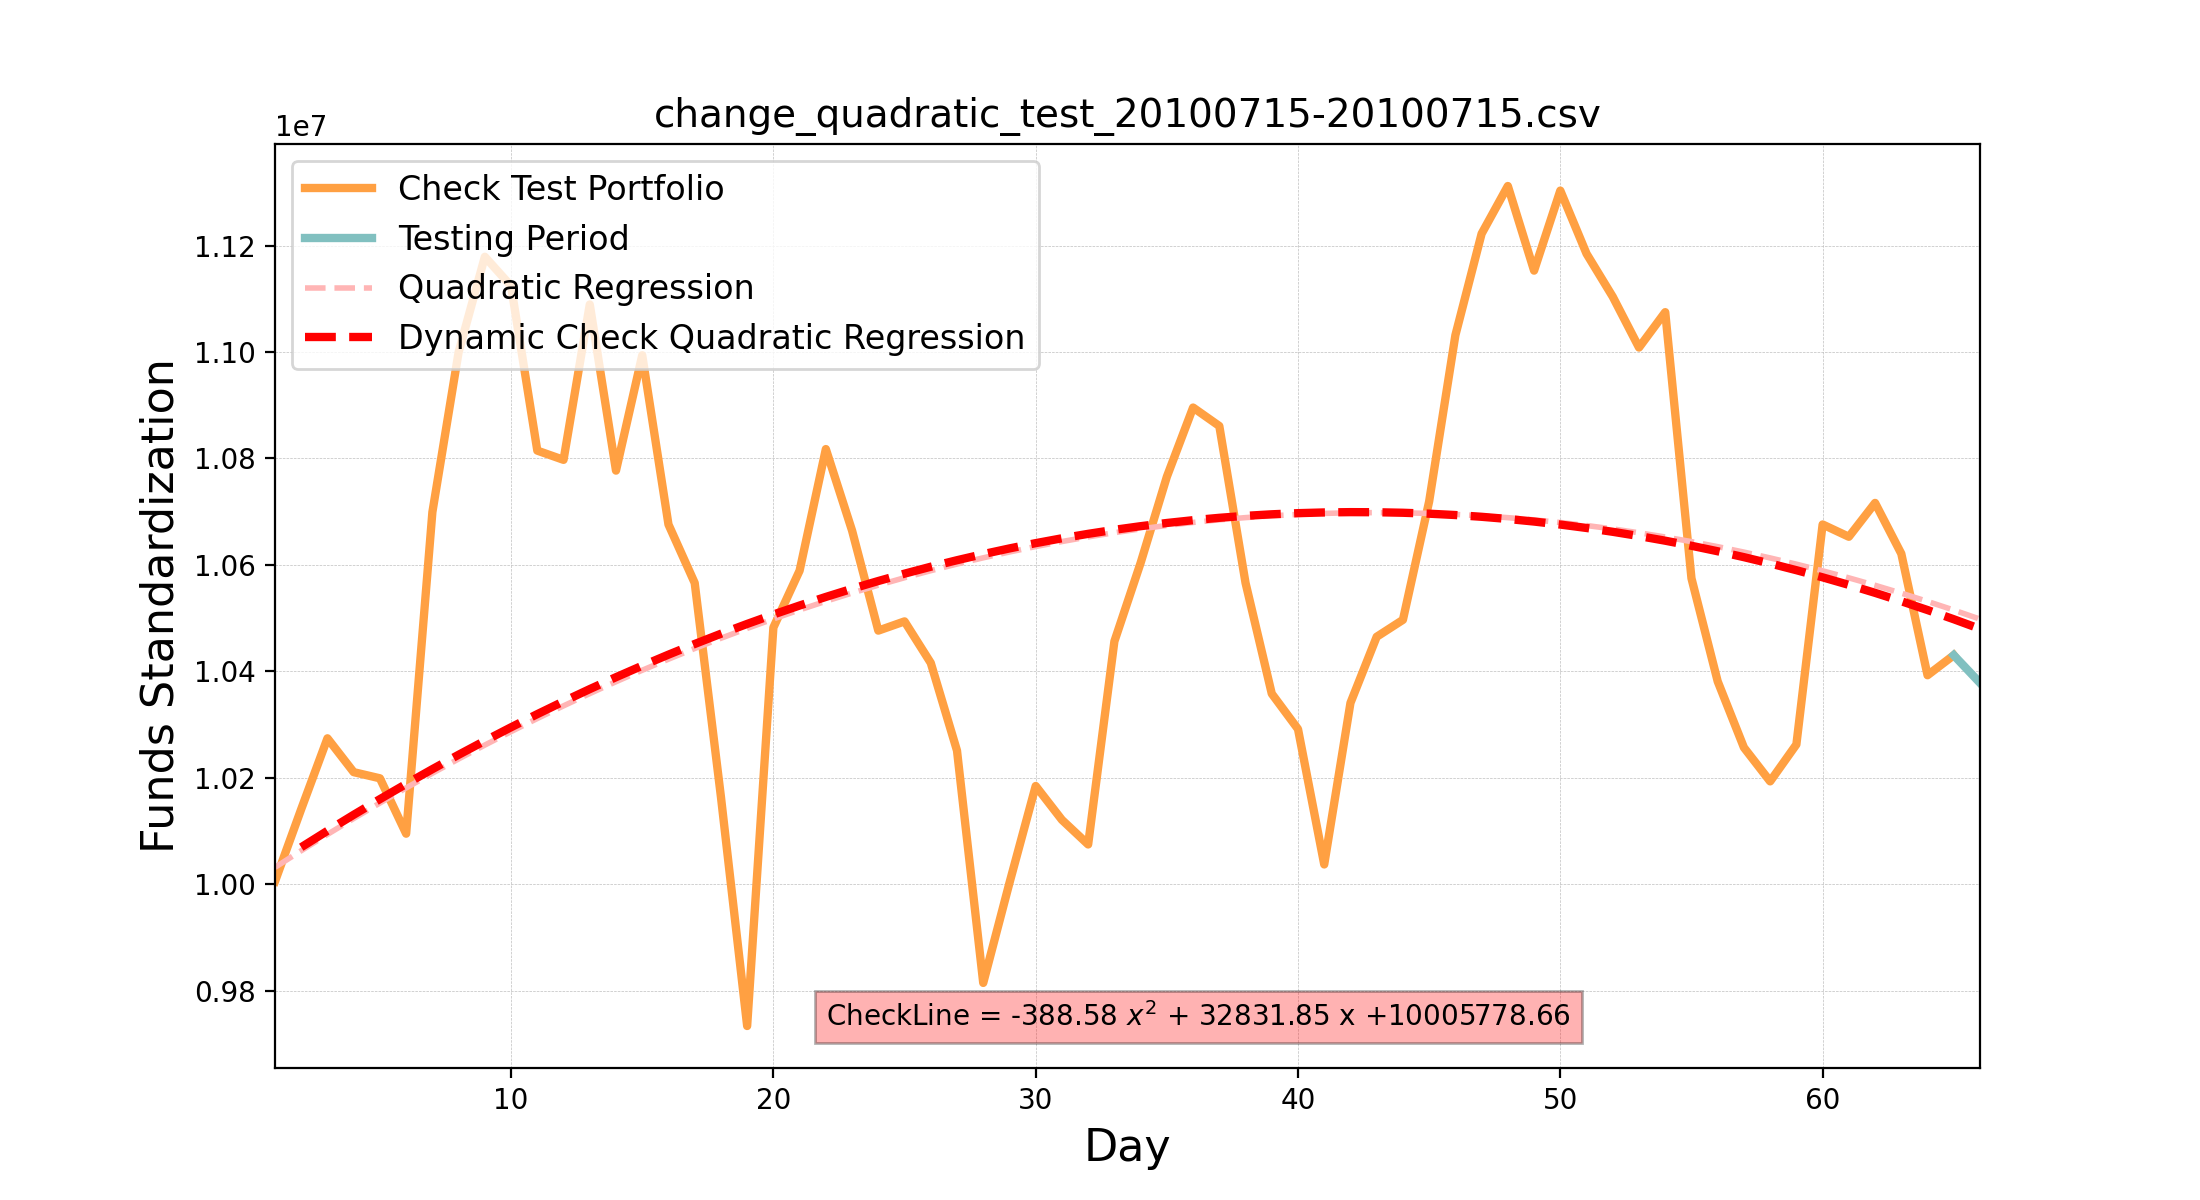 change_quadratic_test_20100715-20100715.csv
1e7
Check Test Portfolio
Testing Period
Quadratic Regression
Dynamic Check Quadratic Regression
Funds Standardization
1.12
1.10
1.08
1.06
1.04
1.02
1.00
0.98
CheckLine = -388.58 x² + 32831.85 x +10005778.66
10 20 30 40 50 60
Day